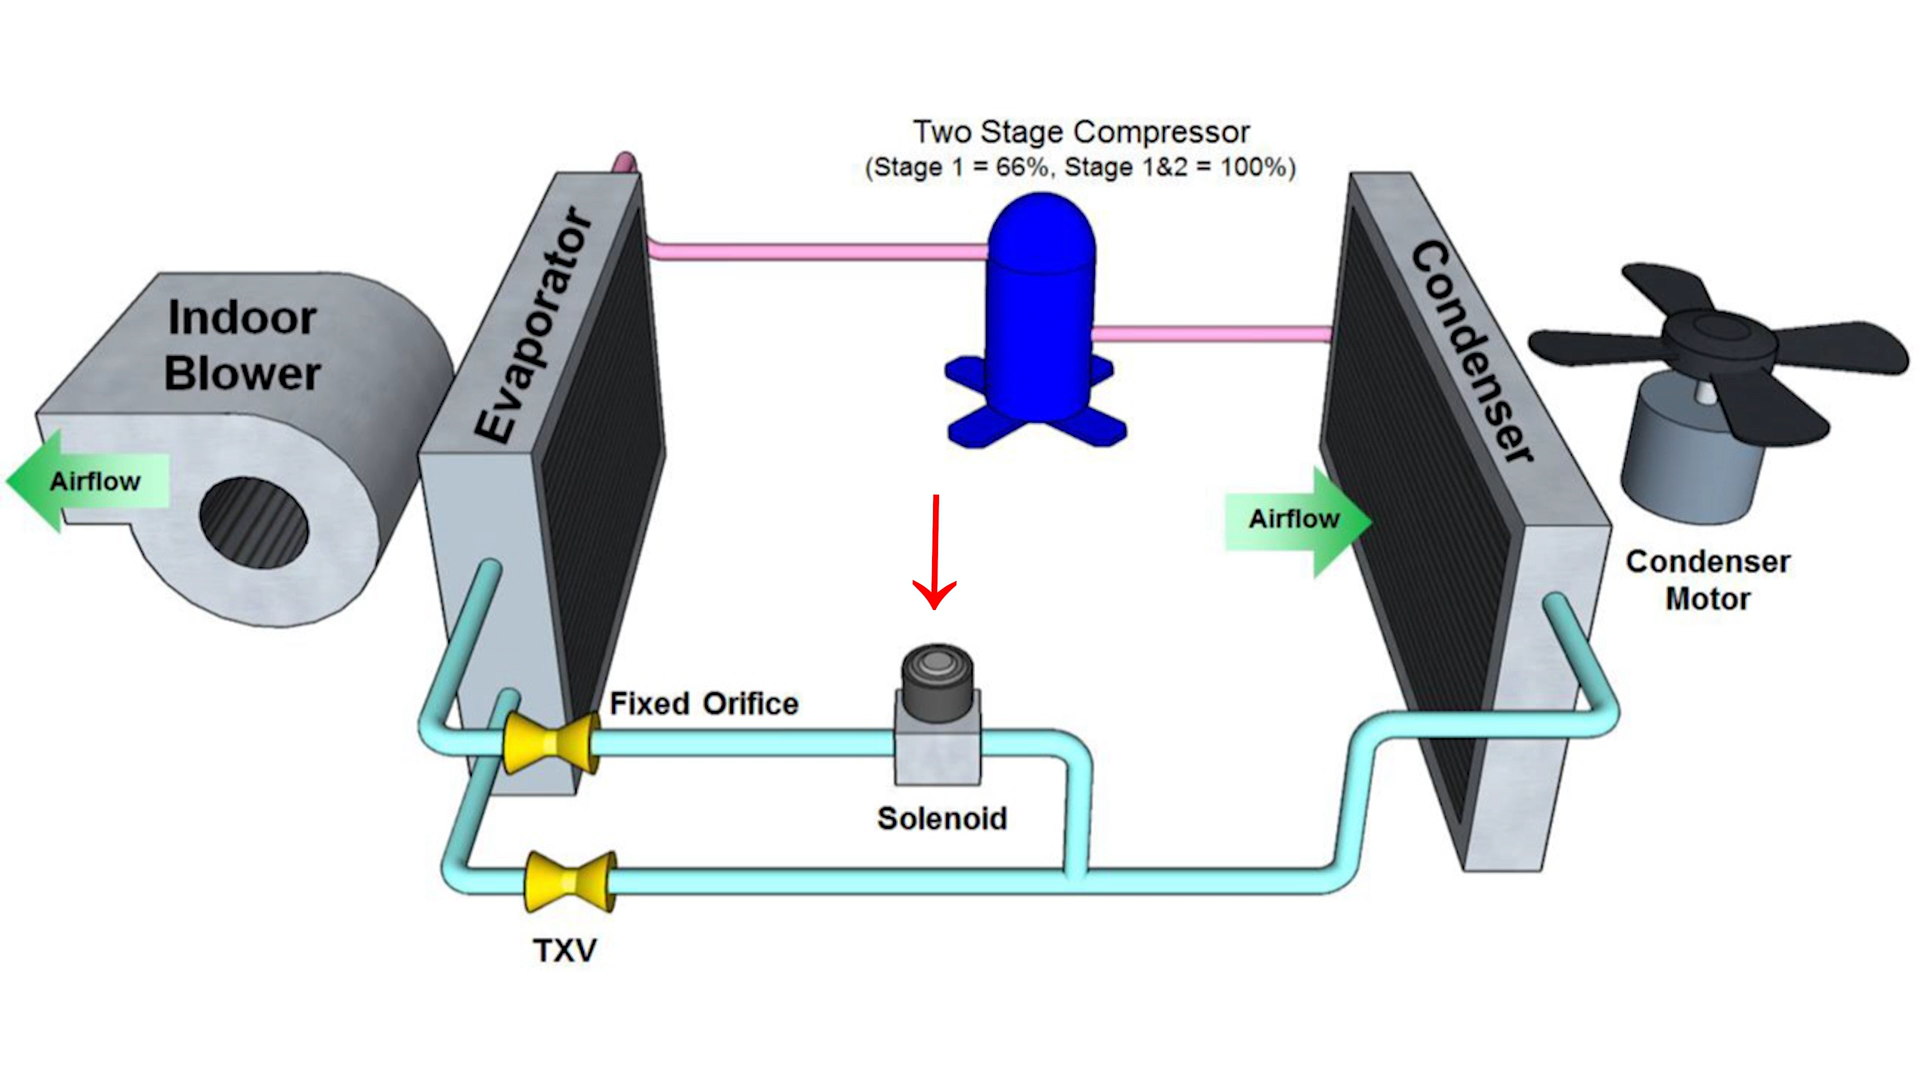 Two Stage Compressor
(Stage 1 = 66%, Stage 1&2 = 100%)
Indoor
Blower
Evaporator
Condenser
Airflow
Airflow
Condenser
Motor
Fixed Orifice
Solenoid
TXV